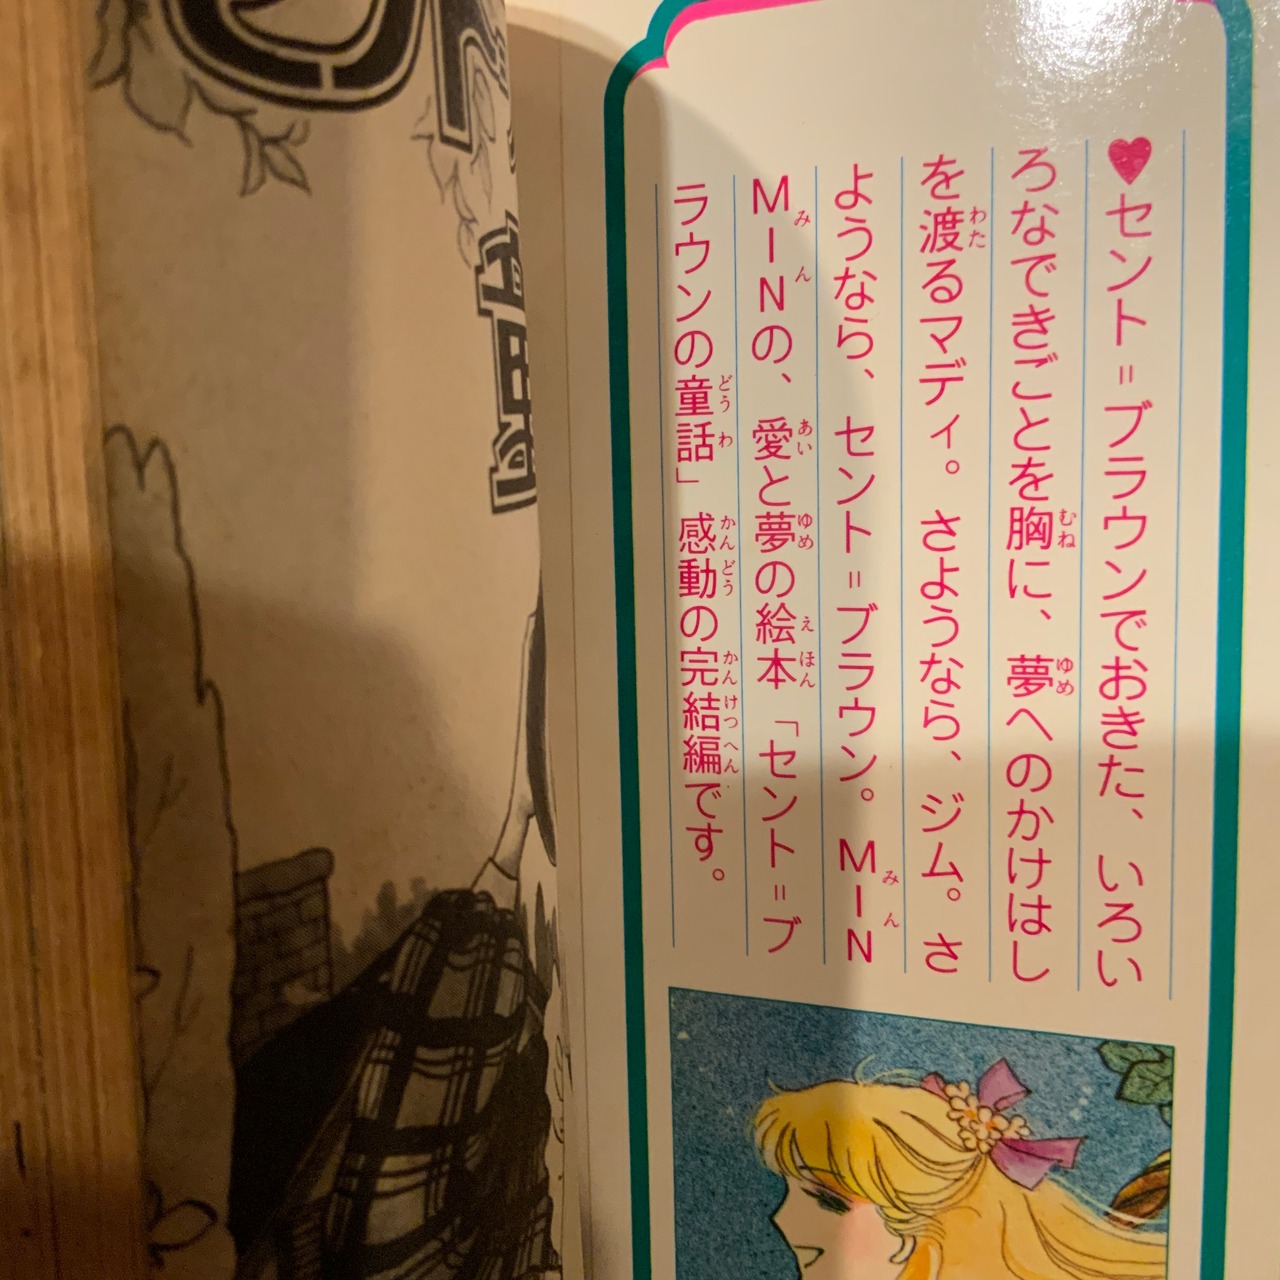 ♥セント=ブラウンでおきた、いろい
ろなできごとを胸に、夢へのかけはし
を渡るマディ。さようなら、ジム。さ
ようなら、セント=ブラウン。MIN
MINの、愛と夢の絵本「セント=ブ
ラウンの童話」感動の完結編です。